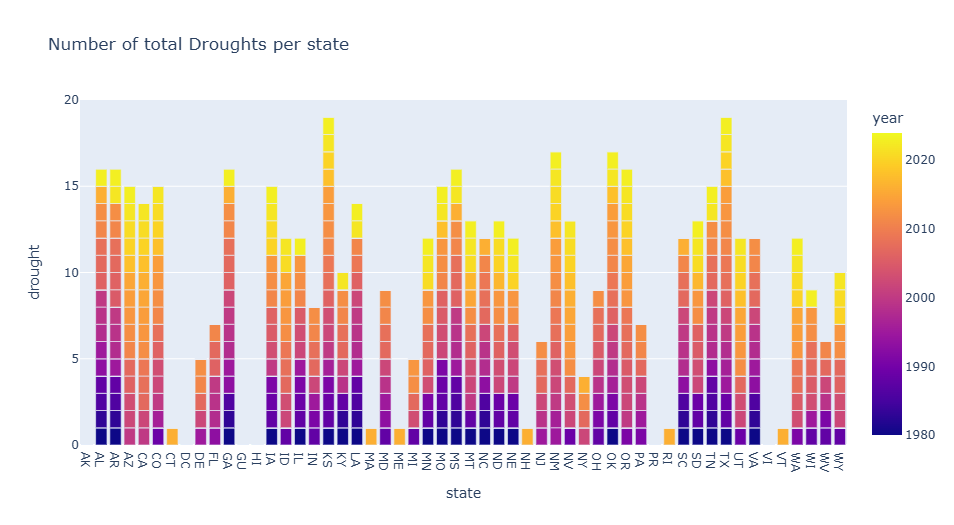 Number of total Droughts per state
20
15
10
5
0
drought
AK AL AR AZ CA CO CT DC DE FL GA GU HI IA ID IL IN KS KY LA MA MD ME MI MN MO MS MT NC ND NE NH NJ NM NV NY OH OK OR PA PR RI SC SD TN TX UT VA VI VT WA WI WV WY
state
year
2020
2010
2000
1990
1980